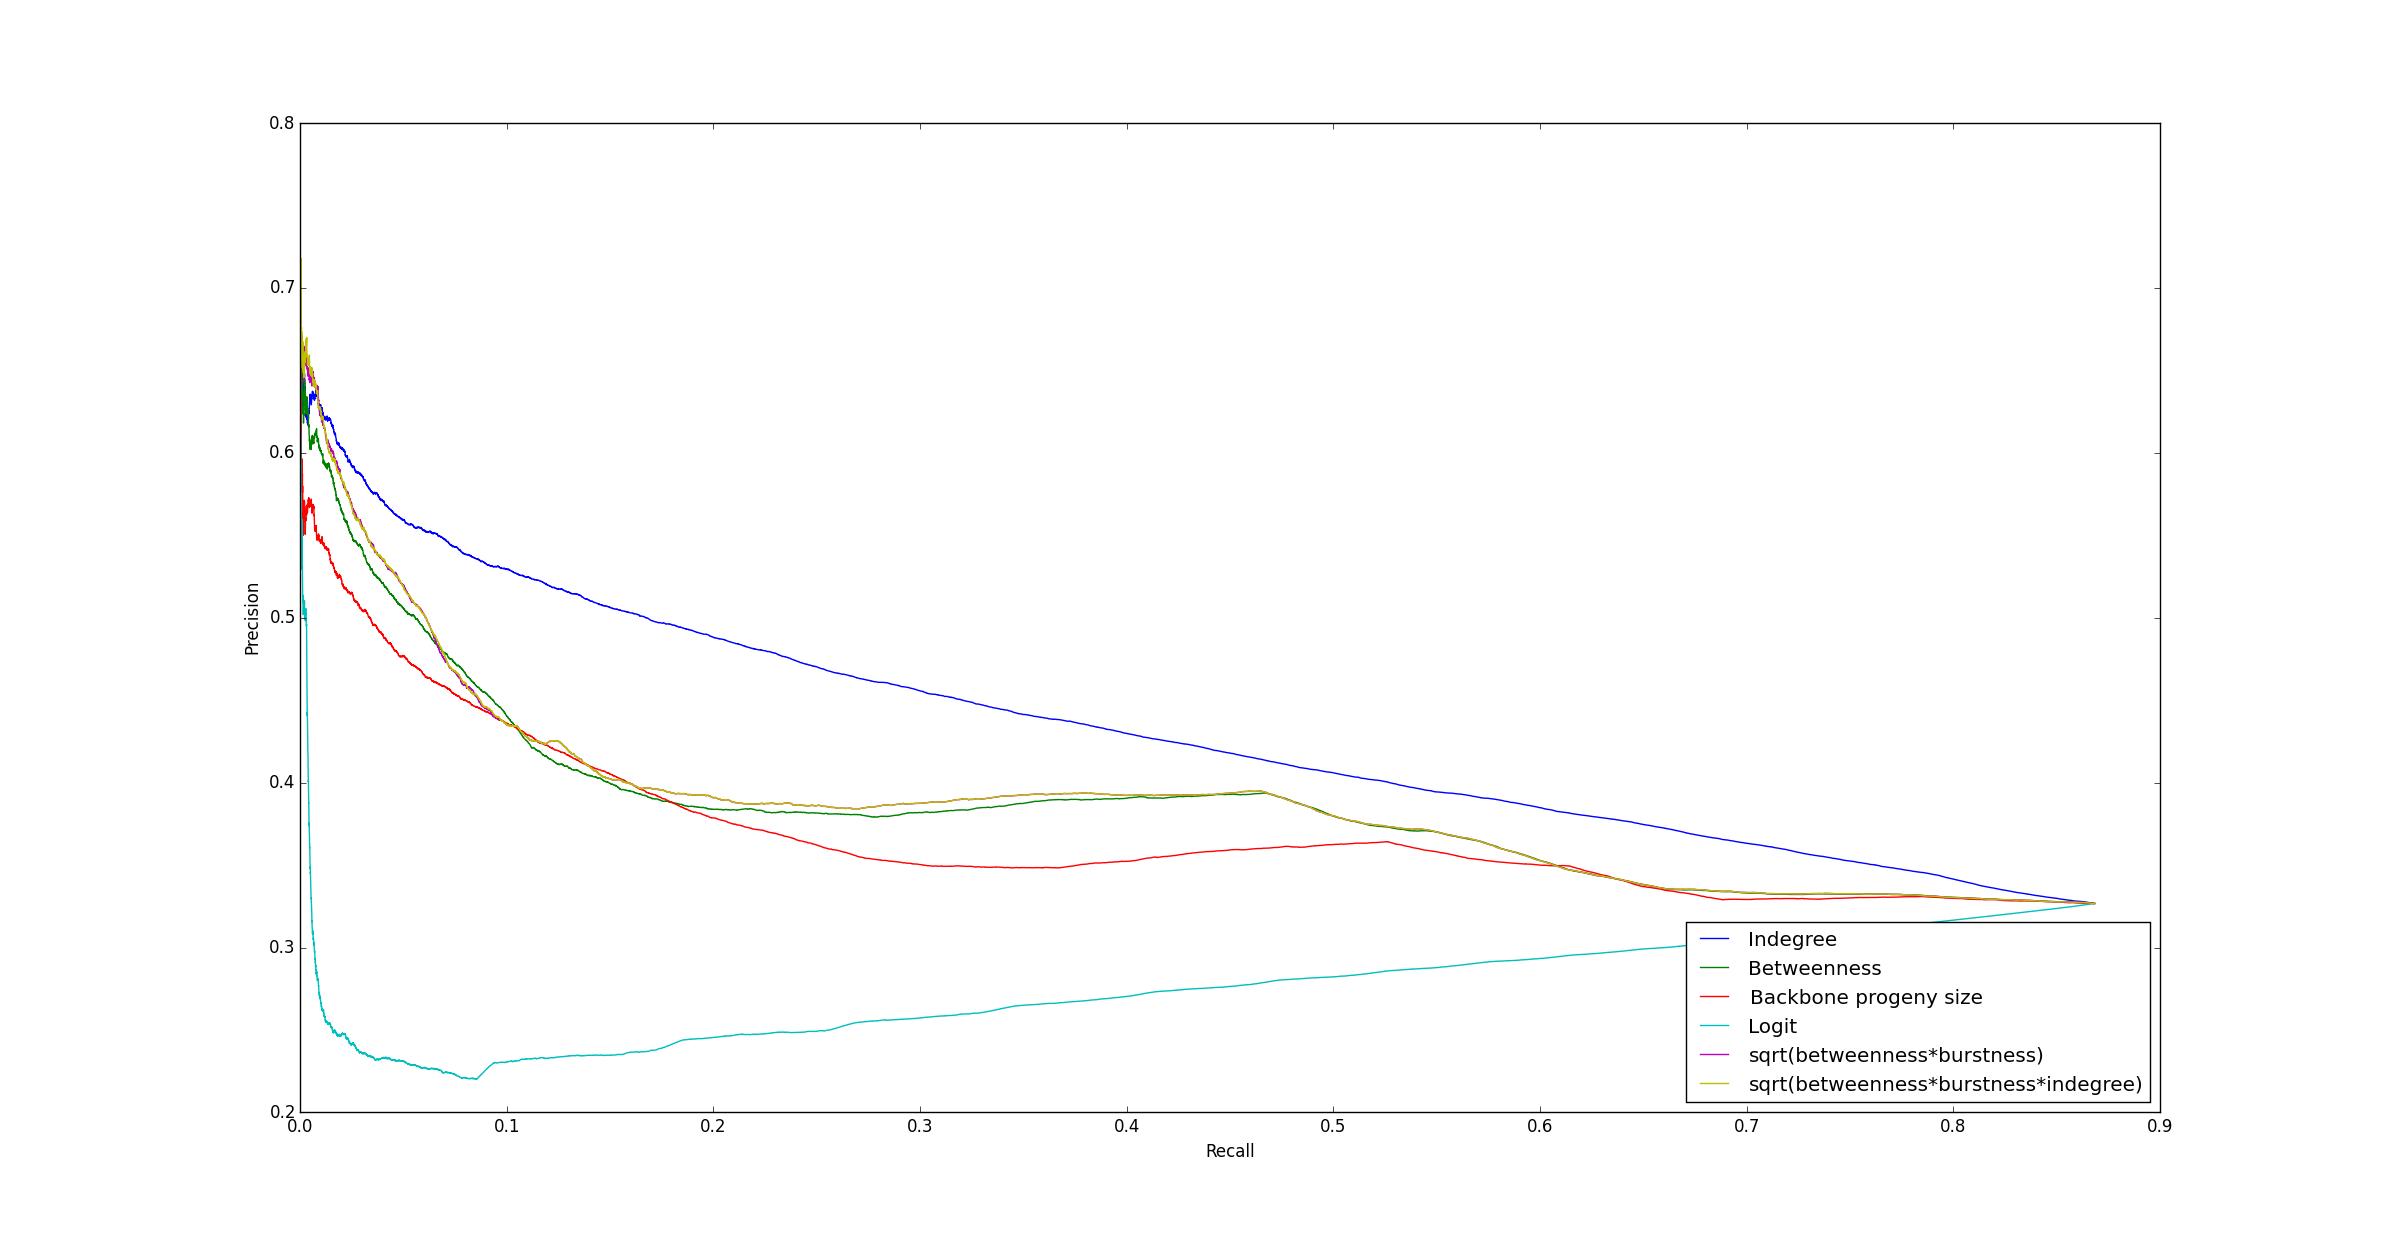 0.8
0.7
0.6
0.5
0.4
0.3
0.2
Precision
0.0 0.1 0.2 0.3 0.4 0.5 0.6 0.7 0.8 0.9
Recall
Indegree
Betweenness
Backbone progeny size
Logit
sqrt(betweenness*burstness)
sqrt(betweenness*burstness*indegree)